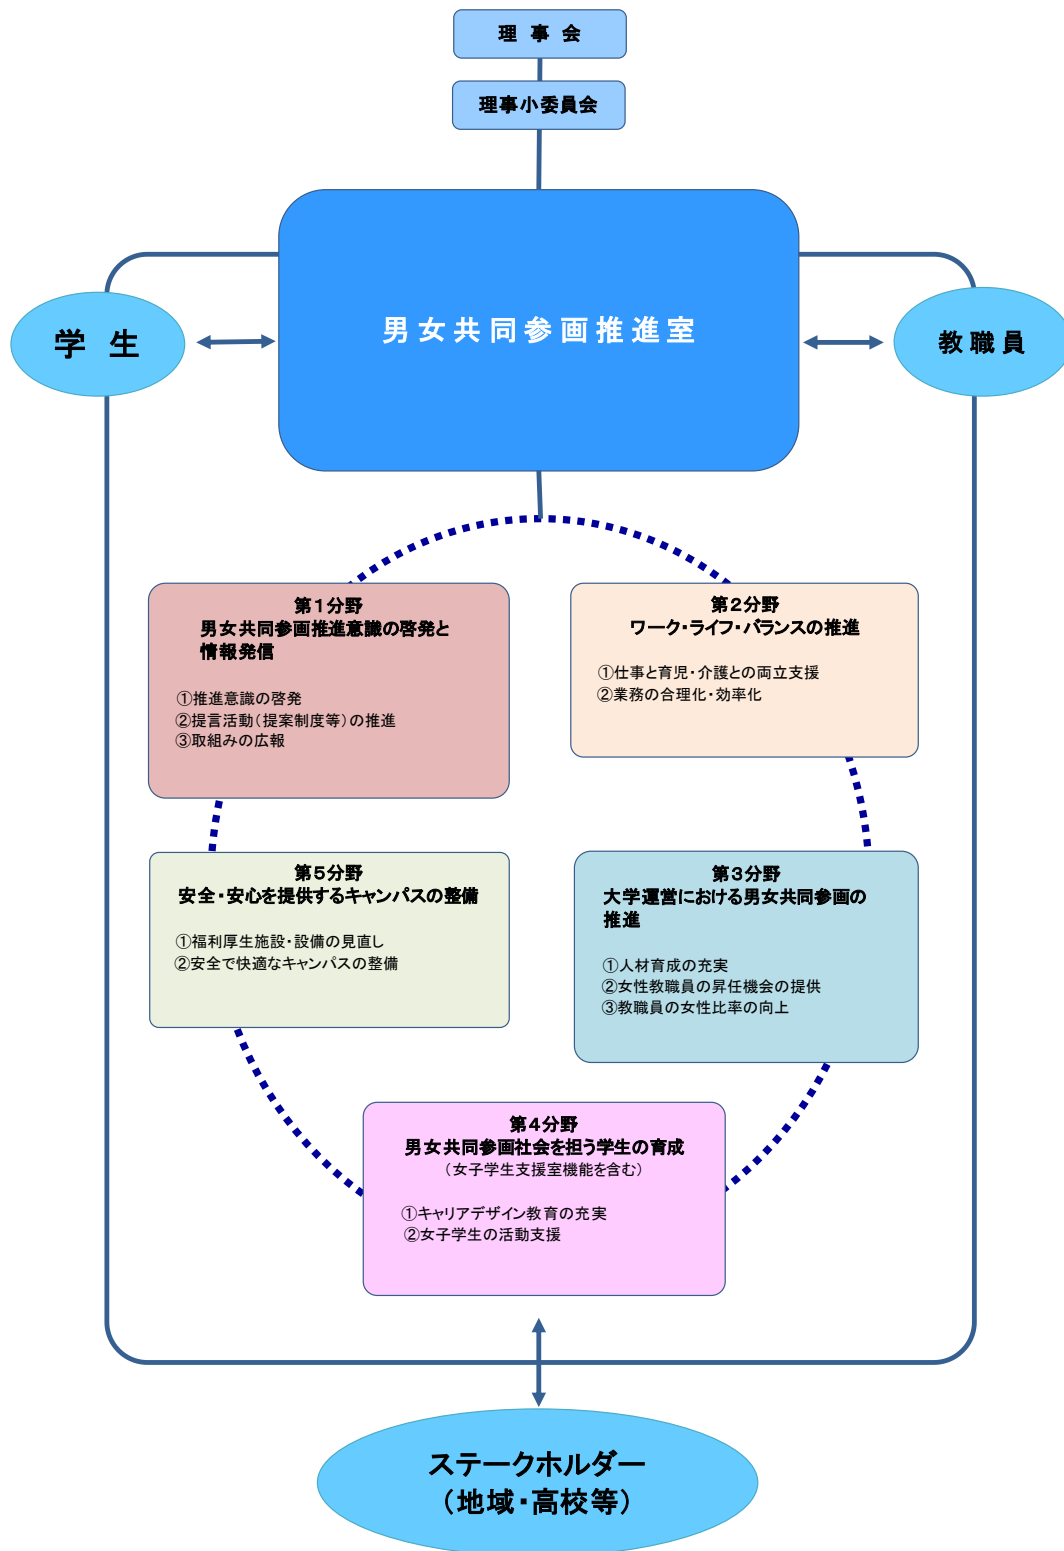 理 事 会
理事小委員会
男女共同参画推進室
学 生
教職員
第1分野
男女共同参画推進意識の啓発と
情報発信
①推進意識の啓発
②提言活動(提案制度等)の推進
③取組みの広報
第2分野
ワーク・ライフ・バランスの推進
①仕事と育児・介護との両立支援
②業務の合理化・効率化
第5分野
安全・安心を提供するキャンパスの整備
①福利厚生施設・設備の見直し
②安全で快適なキャンパスの整備
第3分野
大学運営における男女共同参画の
推進
①人材育成の充実
②女性教職員の昇任機会の提供
③教職員の女性比率の向上
第4分野
男女共同参画社会を担う学生の育成
(女子学生支援室機能を含む)
①キャリアデザイン教育の充実
②女子学生の活動支援
ステークホルダー
(地域・高校等)